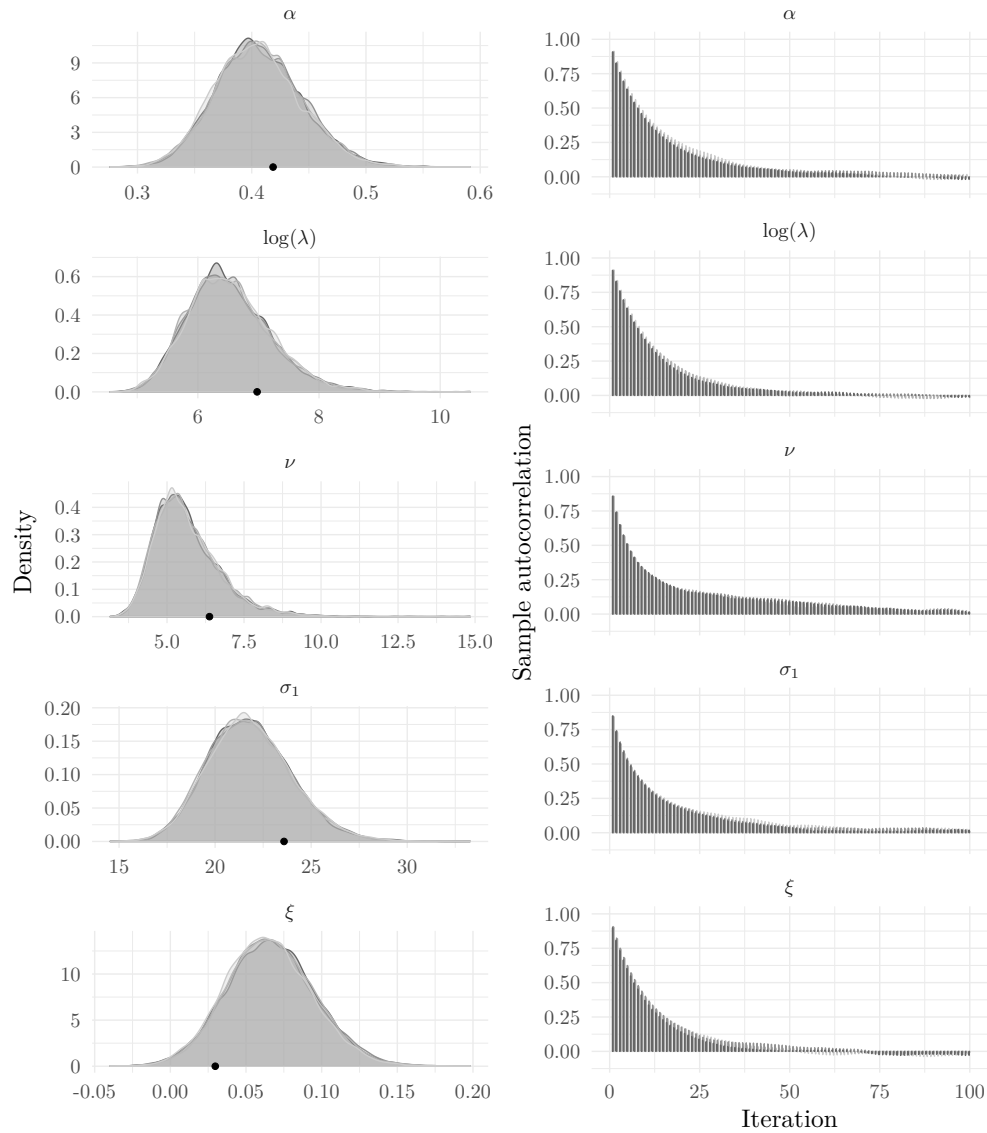 α
9
6
3
0
0.3 0.4 0.5 0.6
log(λ)
0.6
0.4
0.2
0.0
6 8 10
ν
0.4
0.3
0.2
0.1
0.0
5.0 7.5 10.0 12.5 15.0
σ₁
0.20
0.15
0.10
0.05
0.00
15 20 25 30
ξ
10
5
0
-0.05 0.00 0.05 0.10 0.15 0.20
Density
α
1.00
0.75
0.50
0.25
0.00
log(λ)
1.00
0.75
0.50
0.25
0.00
ν
1.00
0.75
0.50
0.25
0.00
σ₁
1.00
0.75
0.50
0.25
0.00
ξ
1.00
0.75
0.50
0.25
0.00
0 25 50 75 100
Sample autocorrelation
Iteration